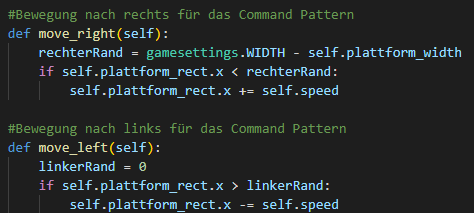 #Bewegung nach rechts für das Command Pattern
def move_right(self):
    rechterRand = gamesettings.WIDTH - self.plattform_width
    if self.plattform_rect.x < rechterRand:
        self.plattform_rect.x += self.speed

#Bewegung nach links für das Command Pattern
def move_left(self):
    linkerRand = 0
    if self.plattform_rect.x > linkerRand:
        self.plattform_rect.x -= self.speed